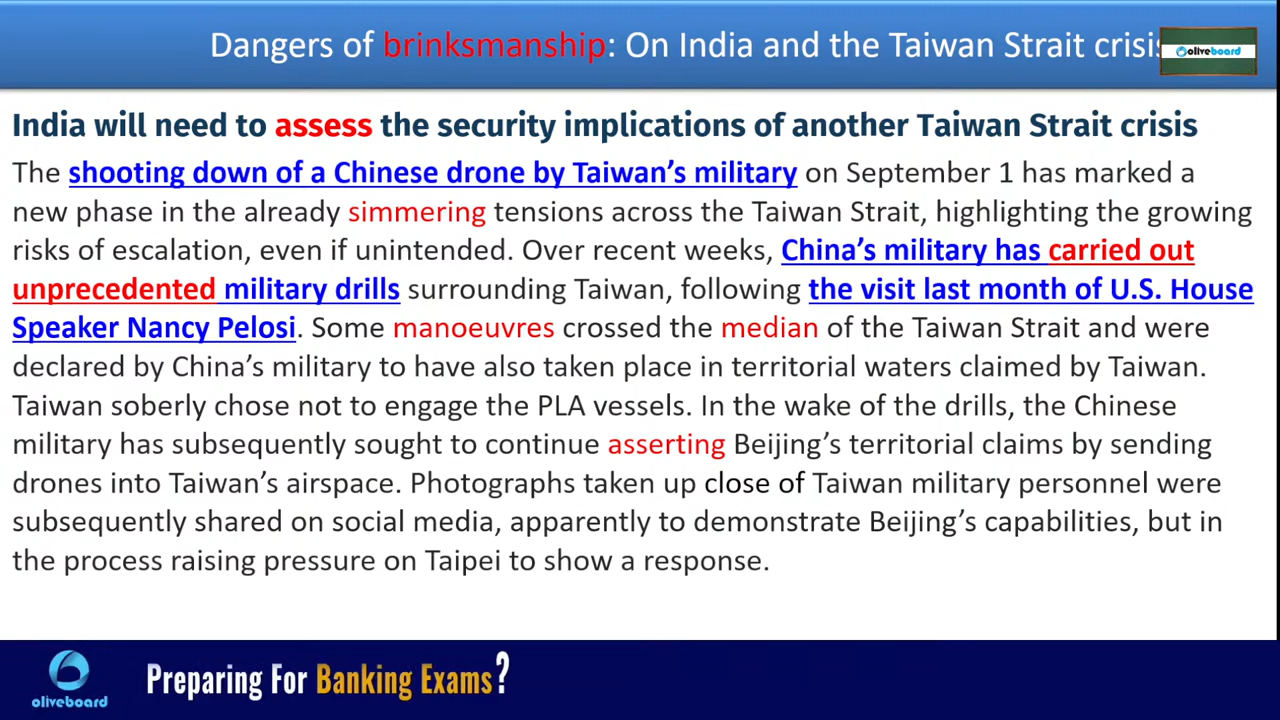 Dangers of brinksmanship: On India and the Taiwan Strait crisis
oliveboard
India will need to assess the security implications of another Taiwan Strait crisis
The shooting down of a Chinese drone by Taiwan's military on September 1 has marked a
new phase in the already simmering tensions across the Taiwan Strait, highlighting the growing
risks of escalation, even if unintended. Over recent weeks, China's military has carried out
unprecedented military drills surrounding Taiwan, following the visit last month of U.S. House
Speaker Nancy Pelosi. Some manoeuvres crossed the median of the Taiwan Strait and were
declared by China's military to have also taken place in territorial waters claimed by Taiwan.
Taiwan soberly chose not to engage the PLA vessels. In the wake of the drills, the Chinese
military has subsequently sought to continue asserting Beijing's territorial claims by sending
drones into Taiwan's airspace. Photographs taken up close of Taiwan military personnel were
subsequently shared on social media, apparently to demonstrate Beijing's capabilities, but in
the process raising pressure on Taipei to show a response.
oliveboard
Preparing For Banking Exams?